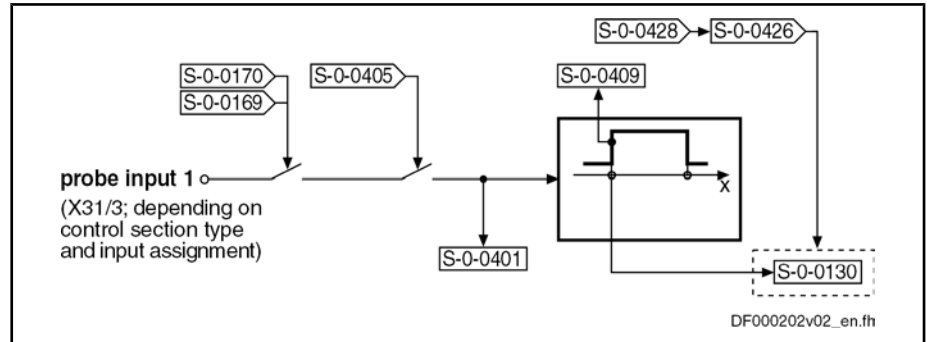 S-0-0428
S-0-0426
S-0-0170
S-0-0405
S-0-0409
S-0-0169
probe input 1
(X31/3; depending on
control section type
and input assignment)
X
S-0-0401
S-0-0130
DF000202v02_en.fh